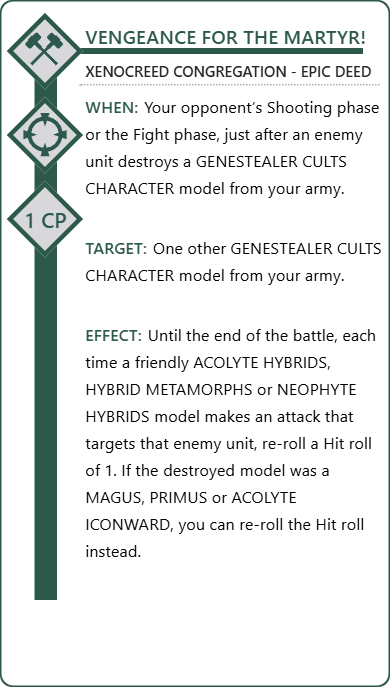 VENGEANCE FOR THE MARTYR!
XENOCREED CONGREGATION - EPIC DEED
WHEN: Your opponent's Shooting phase
or the Fight phase, just after an enemy
unit destroys a GENESTEALER CULTS
CHARACTER model from your army.
1 CP
TARGET: One other GENESTEALER CULTS
CHARACTER model from your army.
EFFECT: Until the end of the battle, each
time a friendly ACOLYTE HYBRIDS,
HYBRID METAMORPHS or NEOPHYTE
HYBRIDS model makes an attack that
targets that enemy unit, re-roll a Hit roll
of 1. If the destroyed model was a
MAGUS, PRIMUS or ACOLYTE
ICONWARD, you can re-roll the Hit roll
instead.